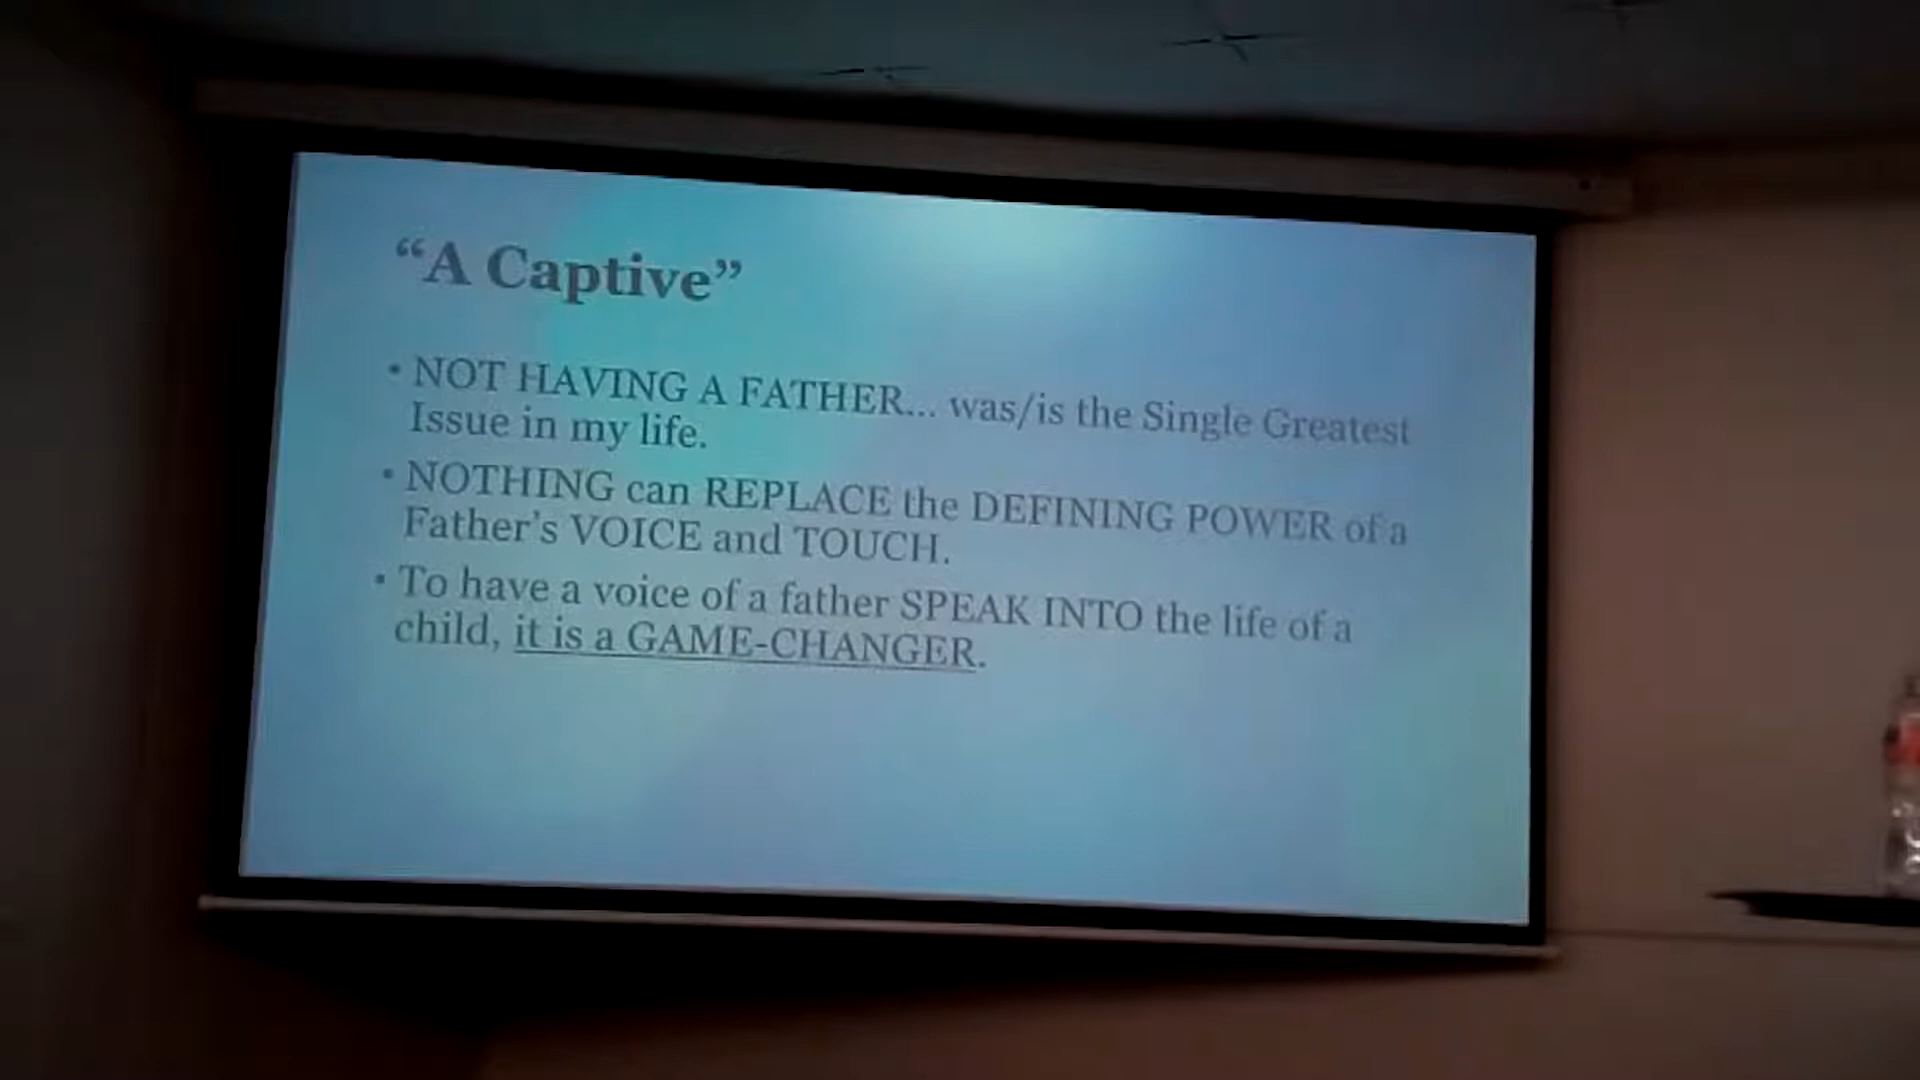 “A Captive”
• NOT HAVING A FATHER... was/is the Single Greatest
Issue in my life.
• NOTHING can REPLACE the DEFINING POWER of a
Father’s VOICE and TOUCH.
• To have a voice of a father SPEAK INTO the life of a
child, it is a GAME-CHANGER.